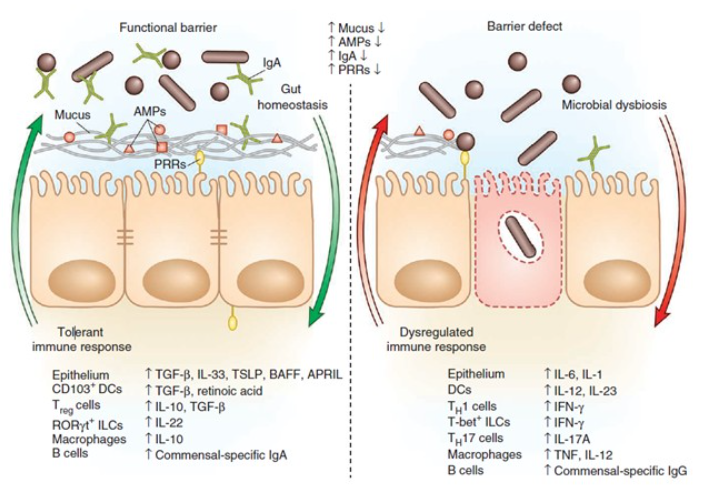 Functional barrier
↑ Mucus ↓
↑ AMPs ↓
↑ IgA ↓
↑ PRRs ↓
Barrier defect
IgA
Gut
homeostasis
Mucus
AMPs
PRRs
Microbial dysbiosis
Tolerant
immune response
Epithelium ↑ TGF-β, IL-33, TSLP, BAFF, APRIL
CD103⁺ DCs ↑ TGF-β, retinoic acid
Treg cells ↑ IL-10, TGF-β
RORγt⁺ ILCs ↑ IL-22
Macrophages ↑ IL-10
B cells ↑ Commensal-specific IgA
Dysregulated
immune response
Epithelium ↑ IL-6, IL-1
DCs ↑ IL-12, IL-23
TH1 cells ↑ IFN-γ
T-bet⁺ ILCs ↑ IFN-γ
TH17 cells ↑ IL-17A
Macrophages ↑ TNF, IL-12
B cells ↑ Commensal-specific IgG